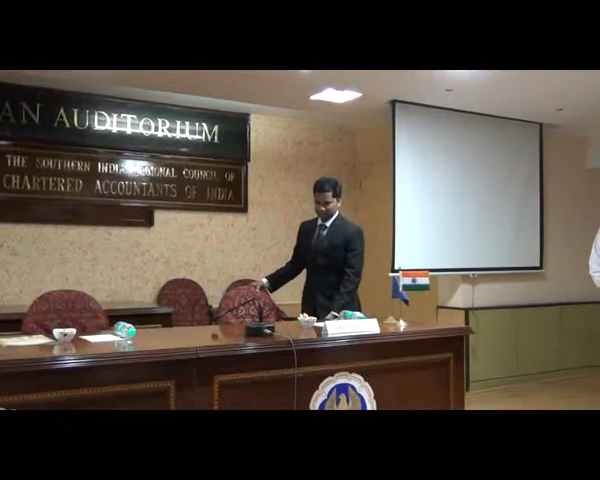 AN AUDITORIUM
THE SOUTHERN INDIA REGIONAL COUNCIL OF
CHARTERED ACCOUNTANTS OF INDIA